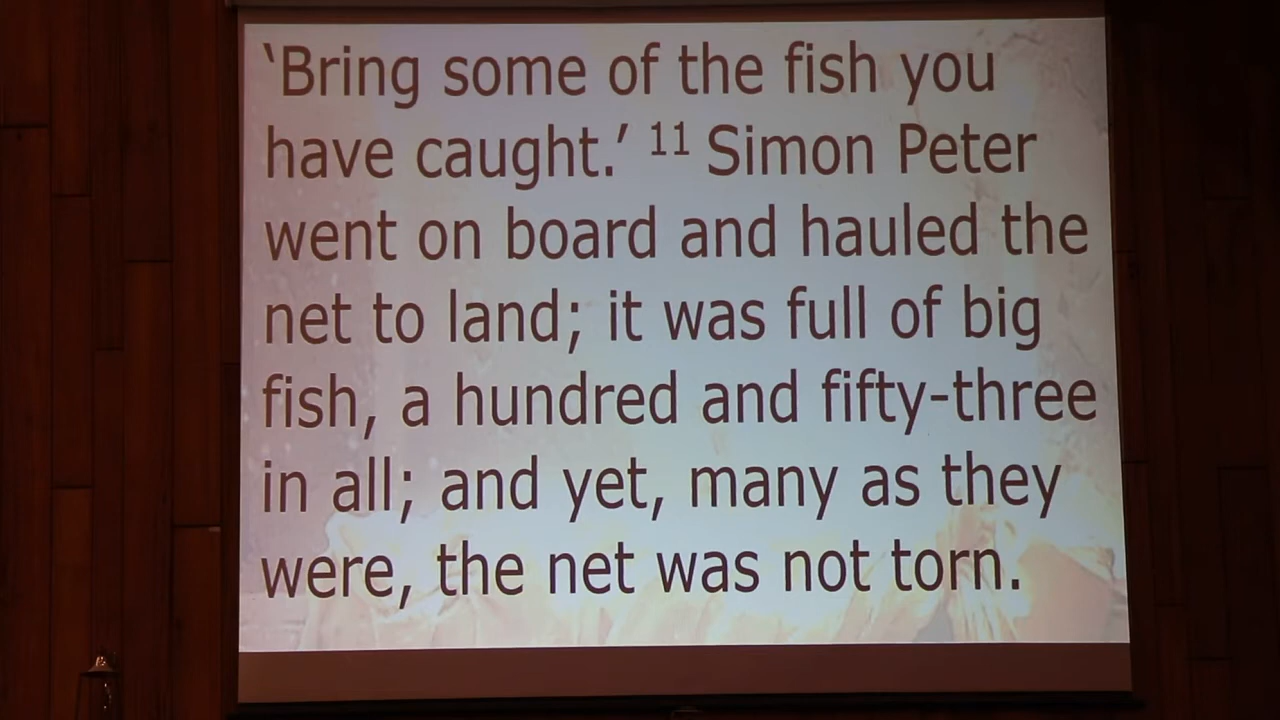 ‘Bring some of the fish you
have caught.’ 11 Simon Peter
went on board and hauled the
net to land; it was full of big
fish, a hundred and fifty-three
in all; and yet, many as they
were, the net was not torn.